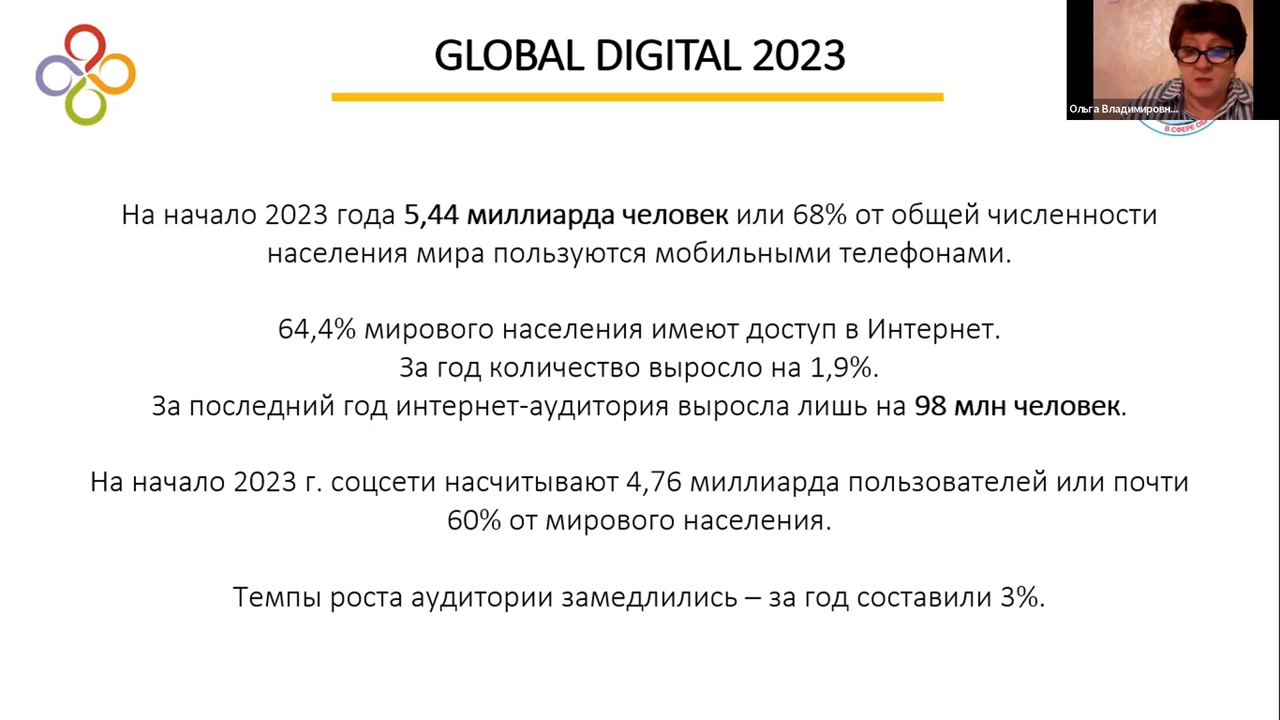 GLOBAL DIGITAL 2023
Ольга Владимировн...
В СФЕРЕ
На начало 2023 года 5,44 миллиарда человек или 68% от общей численности
населения мира пользуются мобильными телефонами.
64,4% мирового населения имеют доступ в Интернет.
За год количество выросло на 1,9%.
За последний год интернет-аудитория выросла лишь на 98 млн человек.
На начало 2023 г. соцсети насчитывают 4,76 миллиарда пользователей или почти
60% от мирового населения.
Темпы роста аудитории замедлились – за год составили 3%.